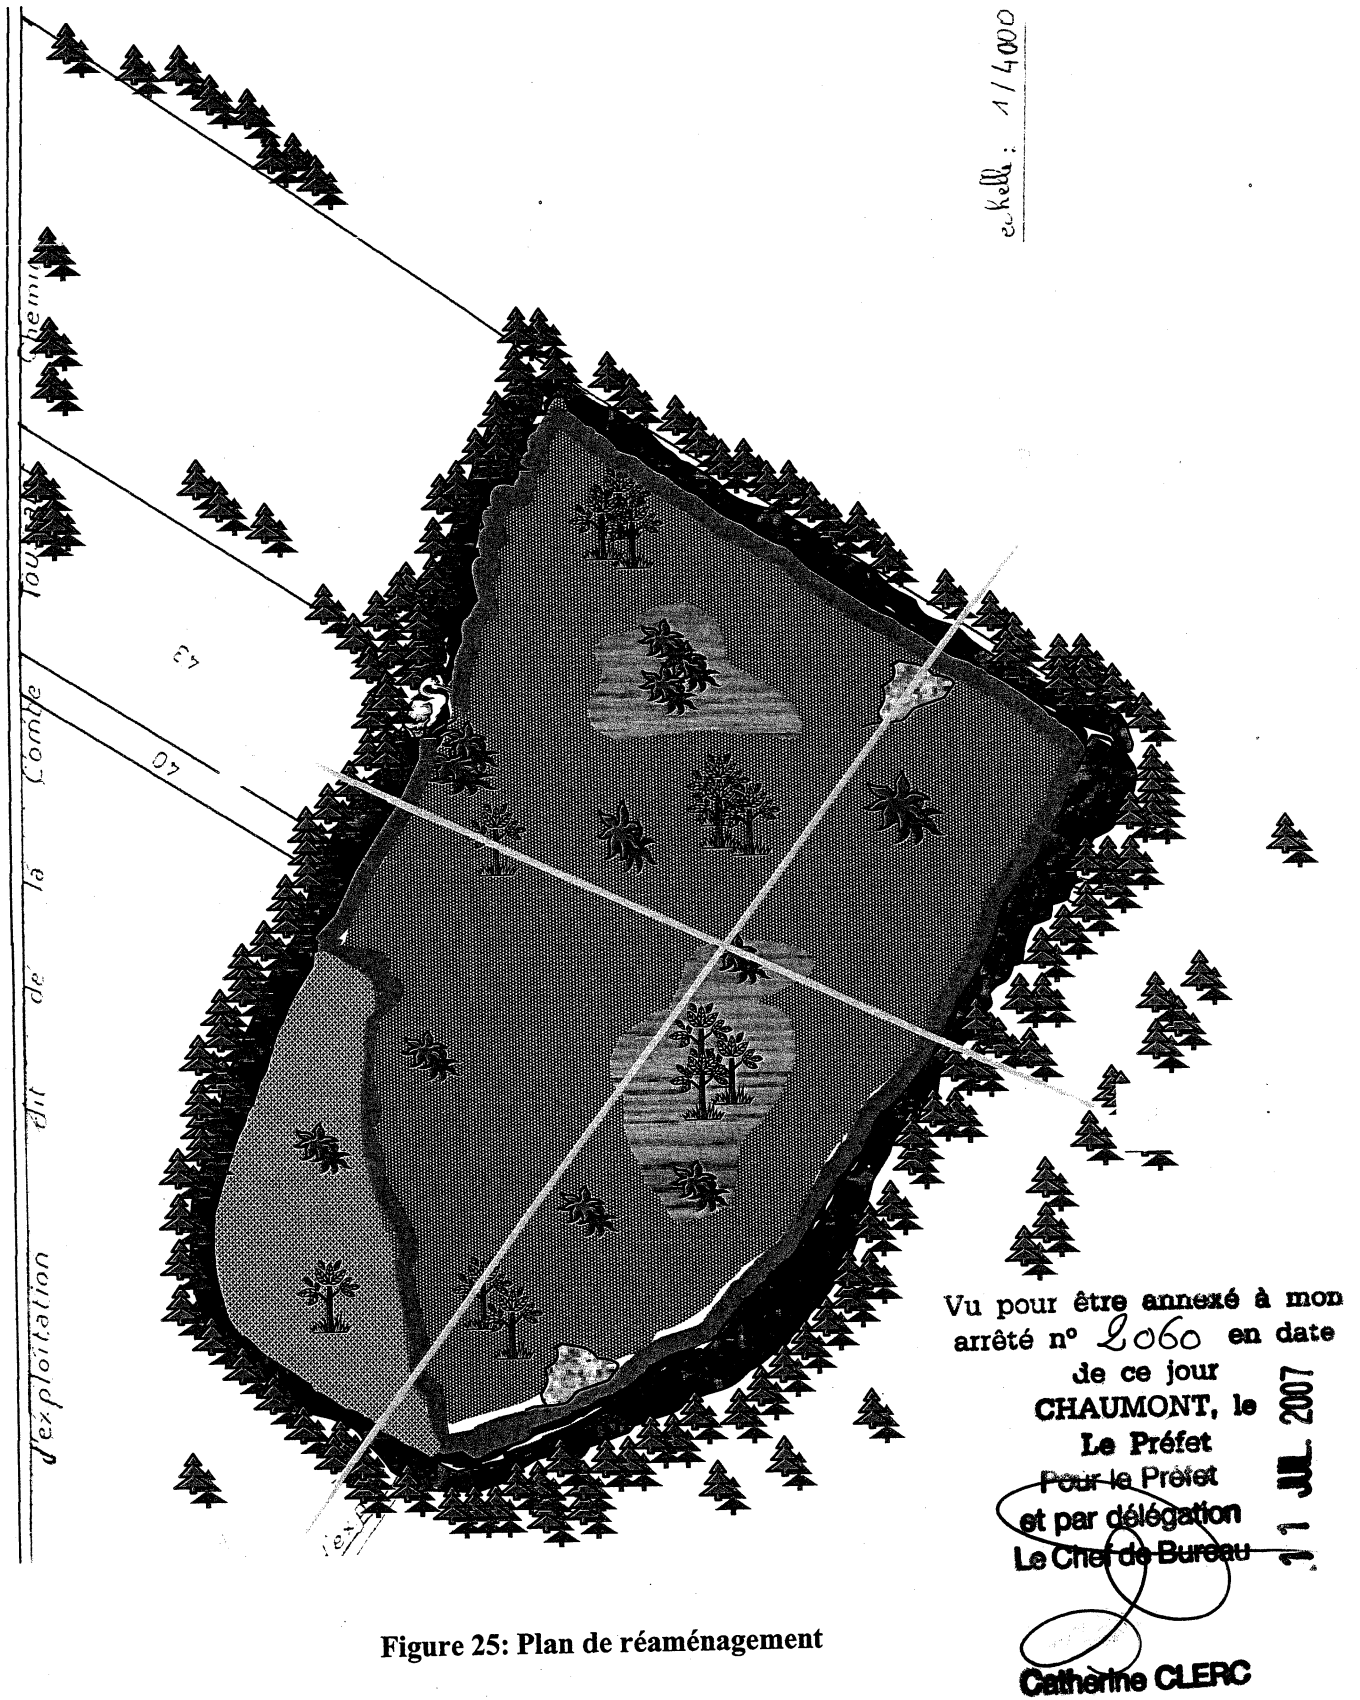 échelle : 1 / 4000
Chemin
dit de la Combe
d'exploitation
43
40
Vu pour être annexé à mon
arrêté n° 2060 en date
de ce jour
CHAUMONT, le
11 JUIL. 2007
Le Préfet
Pour le Préfet
et par délégation
Le Chef de Bureau
Catherine CLERC
Figure 25: Plan de réaménagement